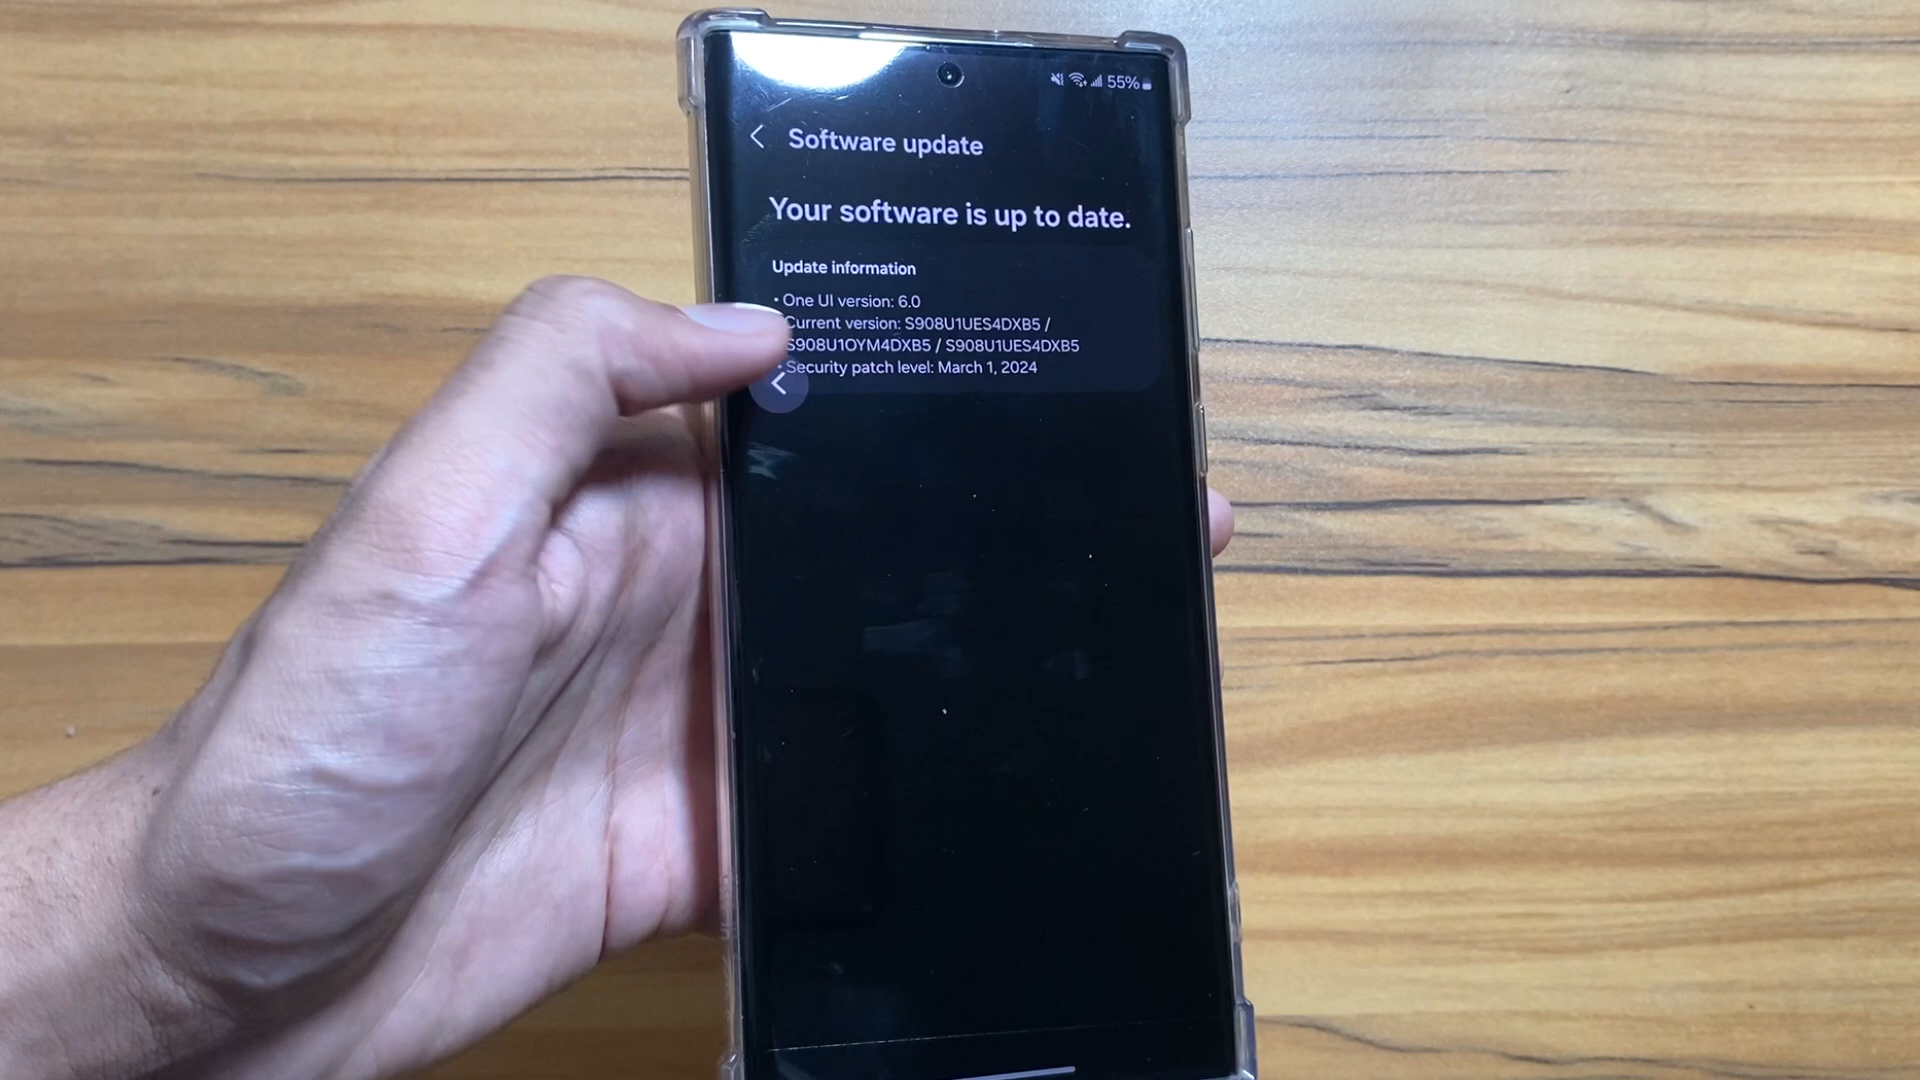 55%
Software update
Your software is up to date.
Update information
• One UI version: 6.0
Current version: S908U1UES4DXB5 /
S908U1OYM4DXB5 / S908U1UES4DXB5
• Security patch level: March 1, 2024